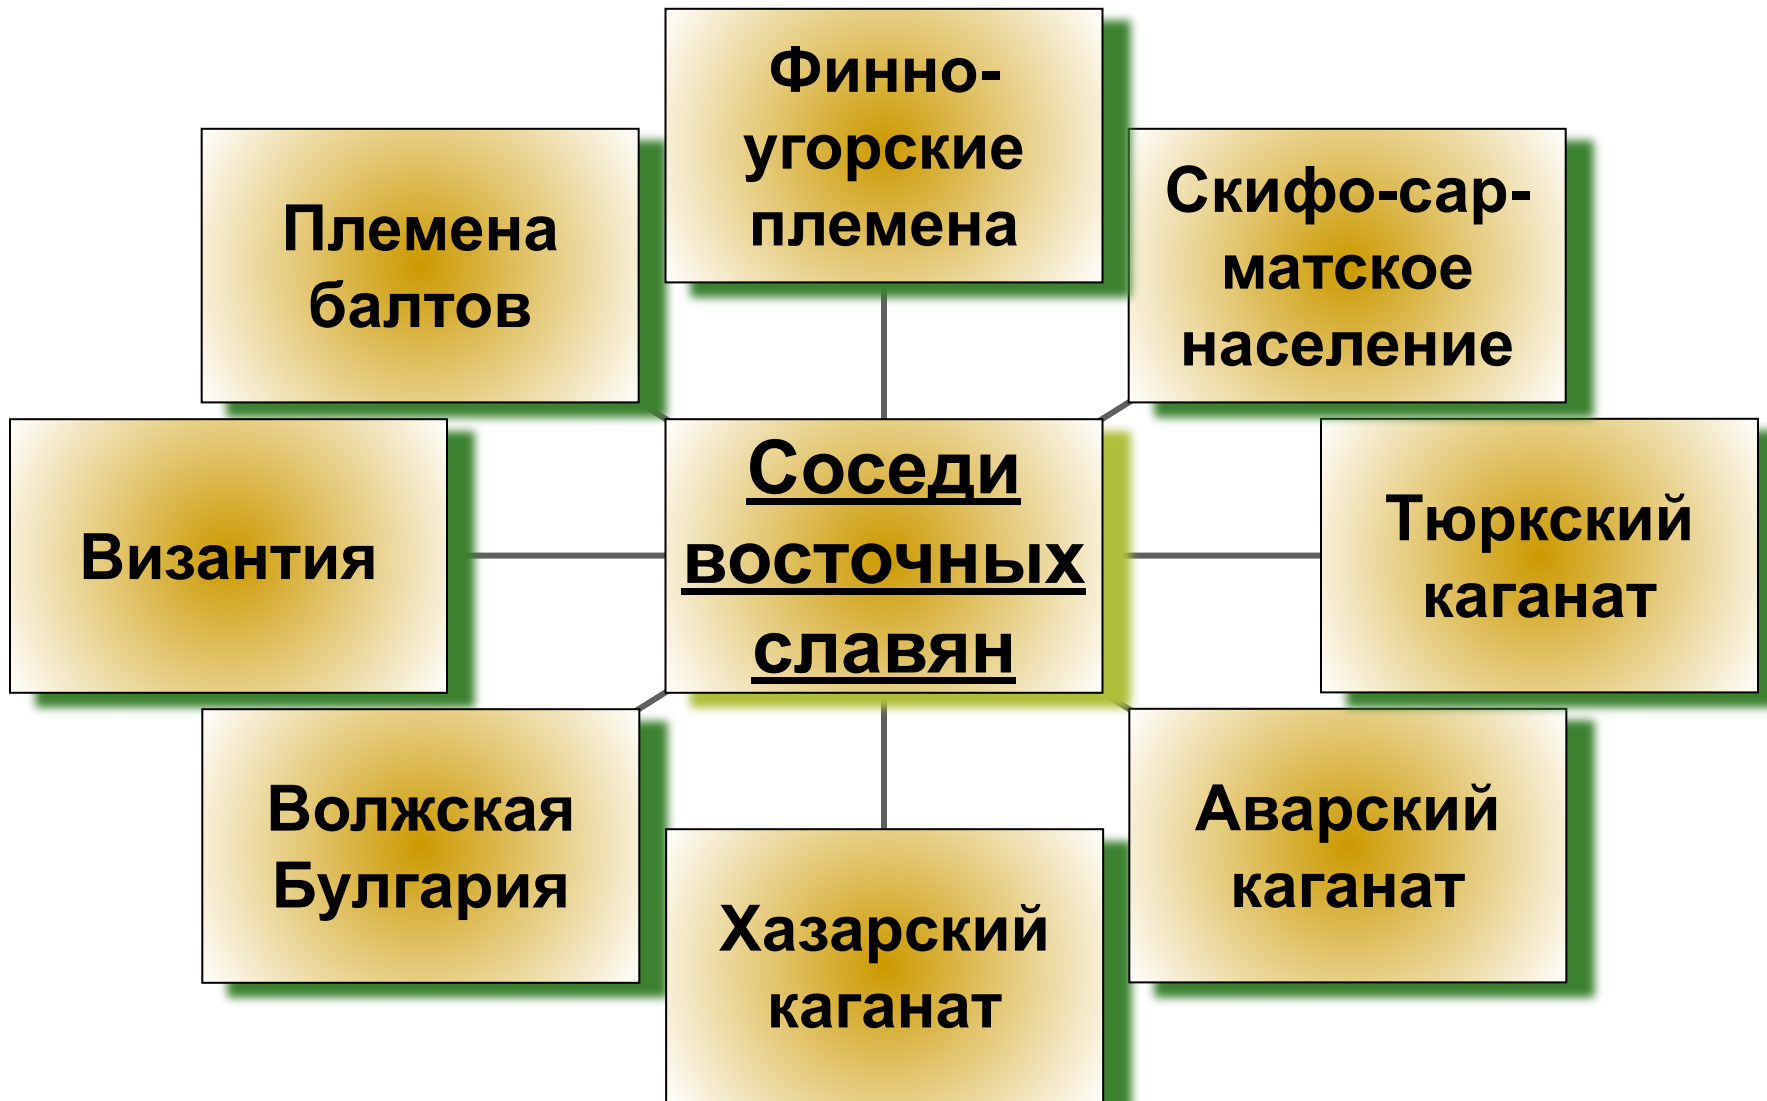 Финно-
угорские
племена
Скифо-сар-
матское
население
Племена
балтов
Соседи
восточных
славян
Тюркский
каганат
Византия
Волжская
Булгария
Аварский
каганат
Хазарский
каганат